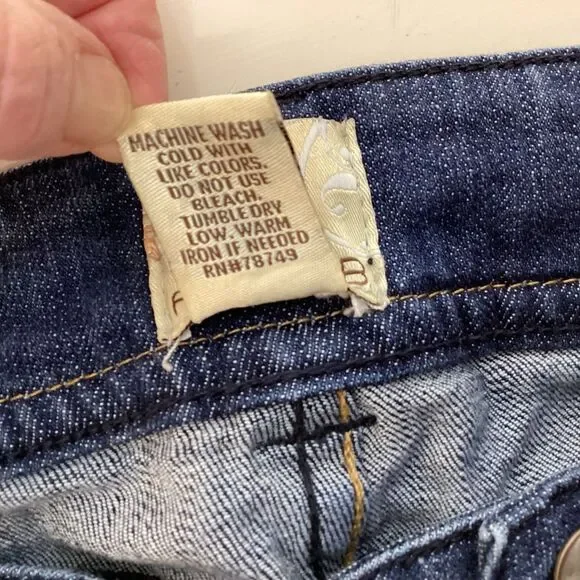 MACHINE WASH
COLD WITH
LIKE COLORS.
DO NOT USE
BLEACH.
TUMBLE DRY
LOW. WARM
IRON IF NEEDED
RN#78749
B